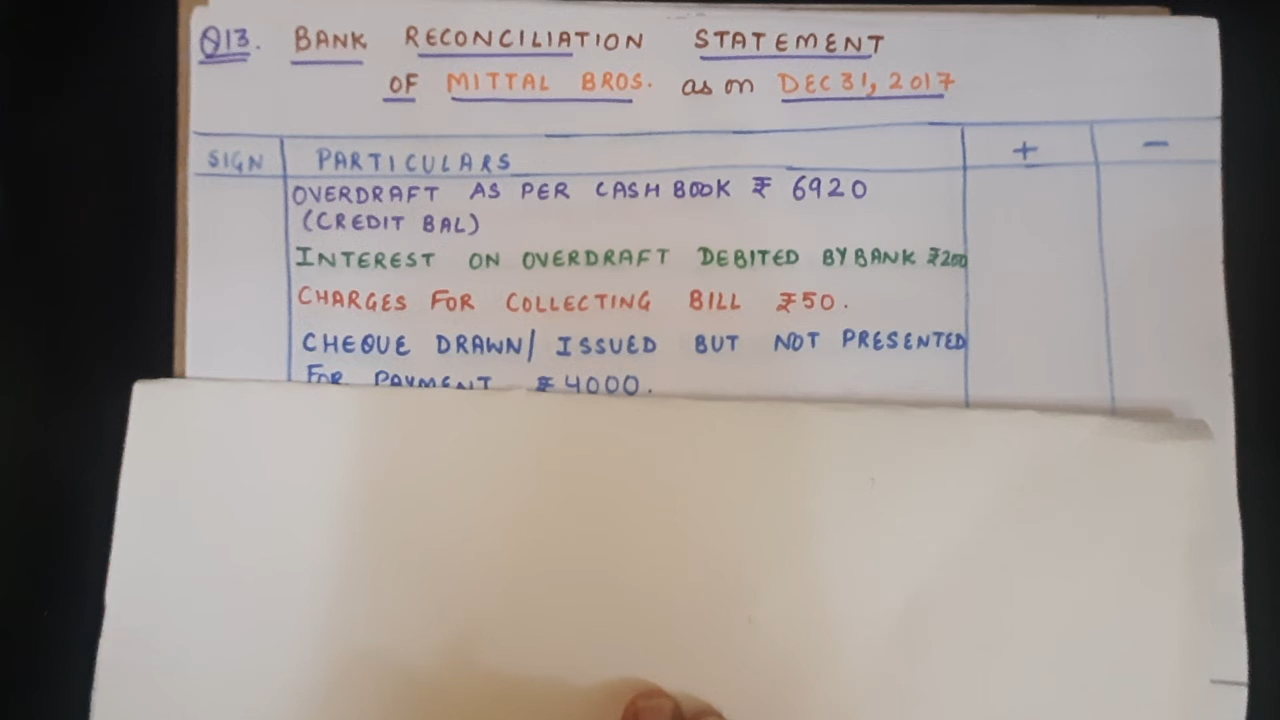 Q13. BANK RECONCILIATION STATEMENT
OF MITTAL BROS. as on DEC 31, 2017
SIGN PARTICULARS + -
OVERDRAFT AS PER CASH BOOK ₹ 6920
(CREDIT BAL)
INTEREST ON OVERDRAFT DEBITED BY BANK ₹200
CHARGES FOR COLLECTING BILL ₹50.
CHEQUE DRAWN/ ISSUED BUT NOT PRESENTED
FOR PAYMENT ₹4000.